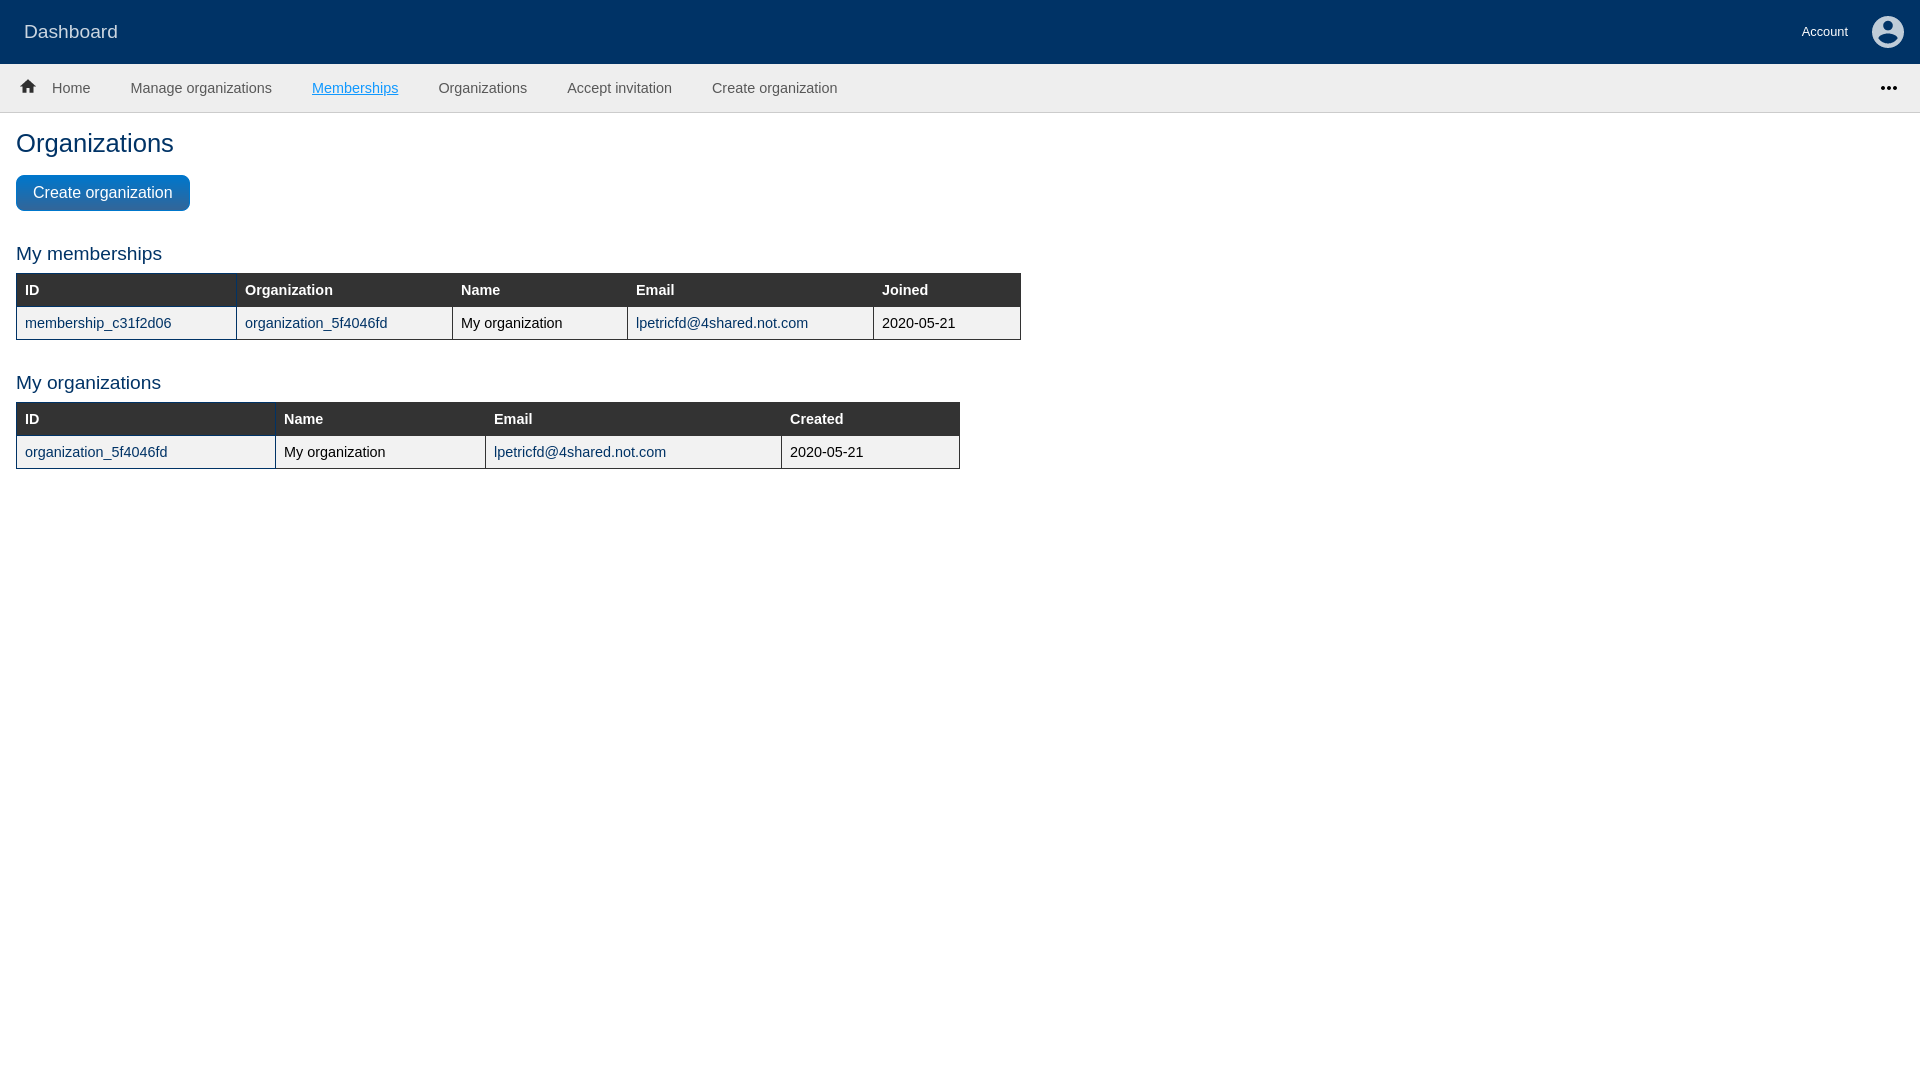 Dashboard
Account
Home Manage organizations Memberships Organizations Accept invitation Create organization
Organizations
Create organization
My memberships
ID Organization Name Email Joined
membership_c31f2d06 organization_5f4046fd My organization lpetricfd@4shared.not.com 2020-05-21
My organizations
ID Name Email Created
organization_5f4046fd My organization lpetricfd@4shared.not.com 2020-05-21